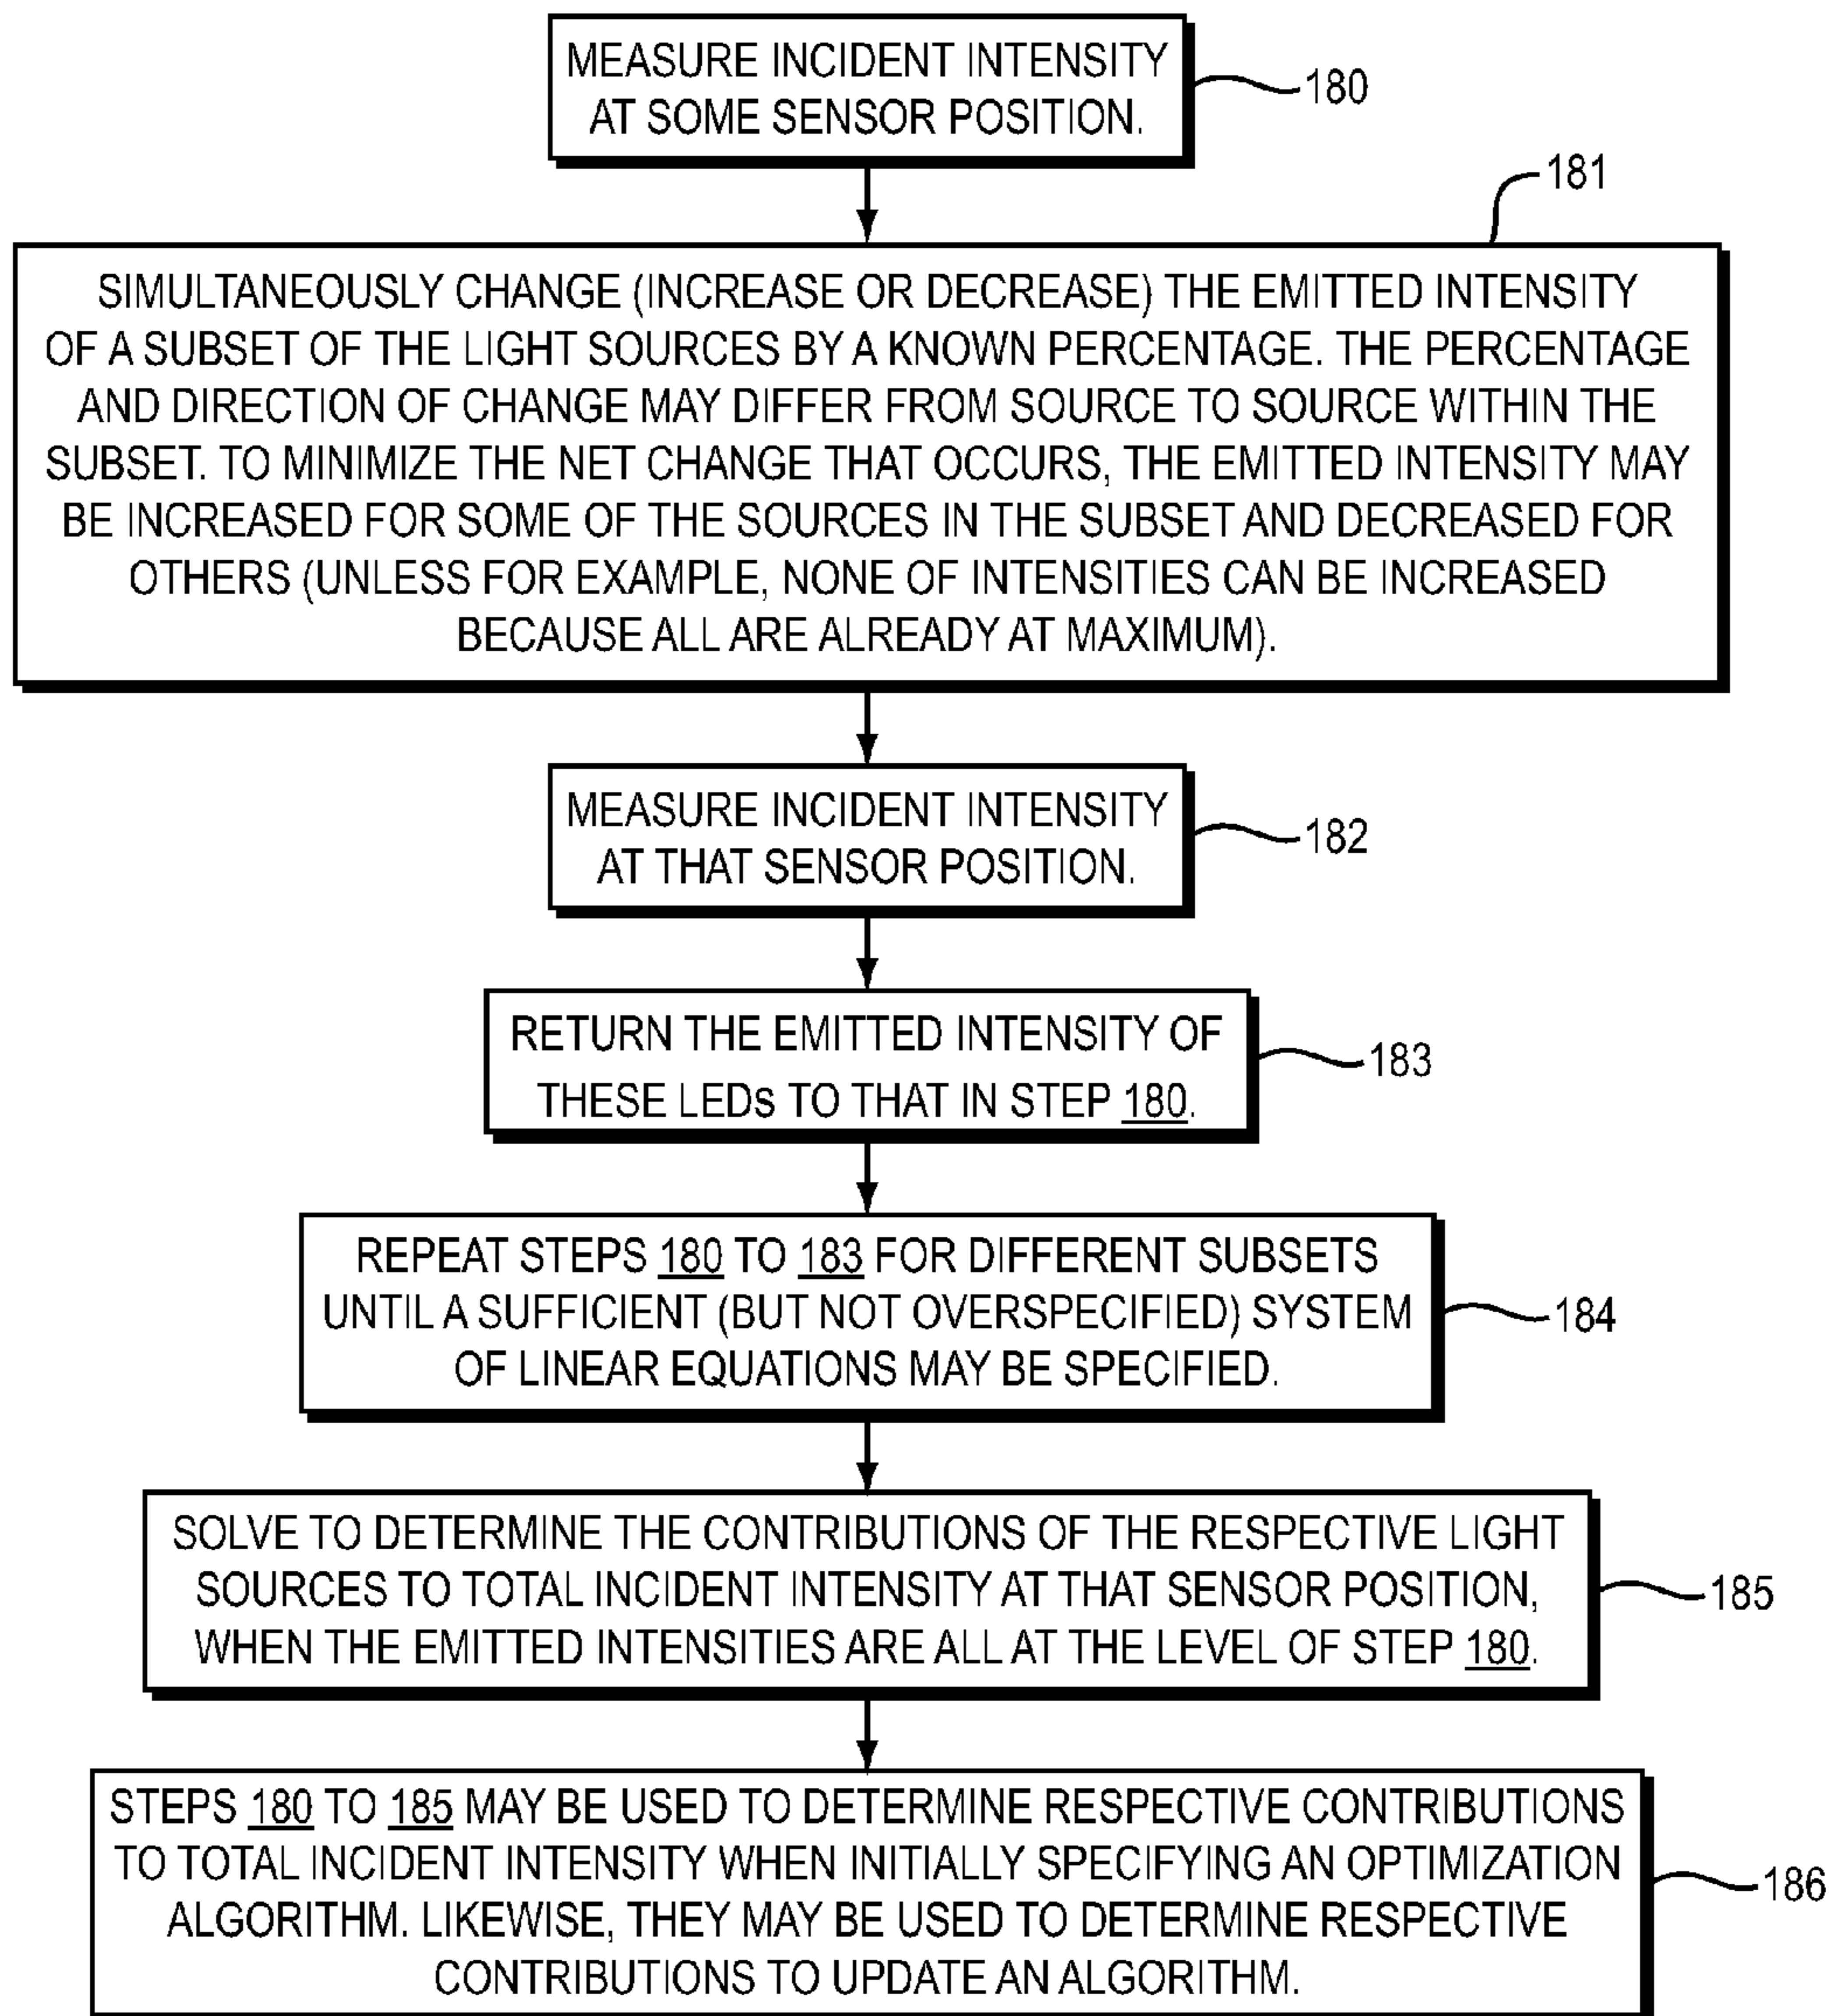 MEASURE INCIDENT INTENSITY
AT SOME SENSOR POSITION.
180
181
SIMULTANEOUSLY CHANGE (INCREASE OR DECREASE) THE EMITTED INTENSITY
OF A SUBSET OF THE LIGHT SOURCES BY A KNOWN PERCENTAGE. THE PERCENTAGE
AND DIRECTION OF CHANGE MAY DIFFER FROM SOURCE TO SOURCE WITHIN THE
SUBSET. TO MINIMIZE THE NET CHANGE THAT OCCURS, THE EMITTED INTENSITY MAY
BE INCREASED FOR SOME OF THE SOURCES IN THE SUBSET AND DECREASED FOR
OTHERS (UNLESS FOR EXAMPLE, NONE OF INTENSITIES CAN BE INCREASED
BECAUSE ALL ARE ALREADY AT MAXIMUM).
MEASURE INCIDENT INTENSITY
AT THAT SENSOR POSITION.
182
RETURN THE EMITTED INTENSITY OF
THESE LEDs TO THAT IN STEP 180.
183
REPEAT STEPS 180 TO 183 FOR DIFFERENT SUBSETS
UNTIL A SUFFICIENT (BUT NOT OVERSPECIFIED) SYSTEM
OF LINEAR EQUATIONS MAY BE SPECIFIED.
184
SOLVE TO DETERMINE THE CONTRIBUTIONS OF THE RESPECTIVE LIGHT
SOURCES TO TOTAL INCIDENT INTENSITY AT THAT SENSOR POSITION,
WHEN THE EMITTED INTENSITIES ARE ALL AT THE LEVEL OF STEP 180.
185
STEPS 180 TO 185 MAY BE USED TO DETERMINE RESPECTIVE CONTRIBUTIONS
TO TOTAL INCIDENT INTENSITY WHEN INITIALLY SPECIFYING AN OPTIMIZATION
ALGORITHM. LIKEWISE, THEY MAY BE USED TO DETERMINE RESPECTIVE
CONTRIBUTIONS TO UPDATE AN ALGORITHM.
186